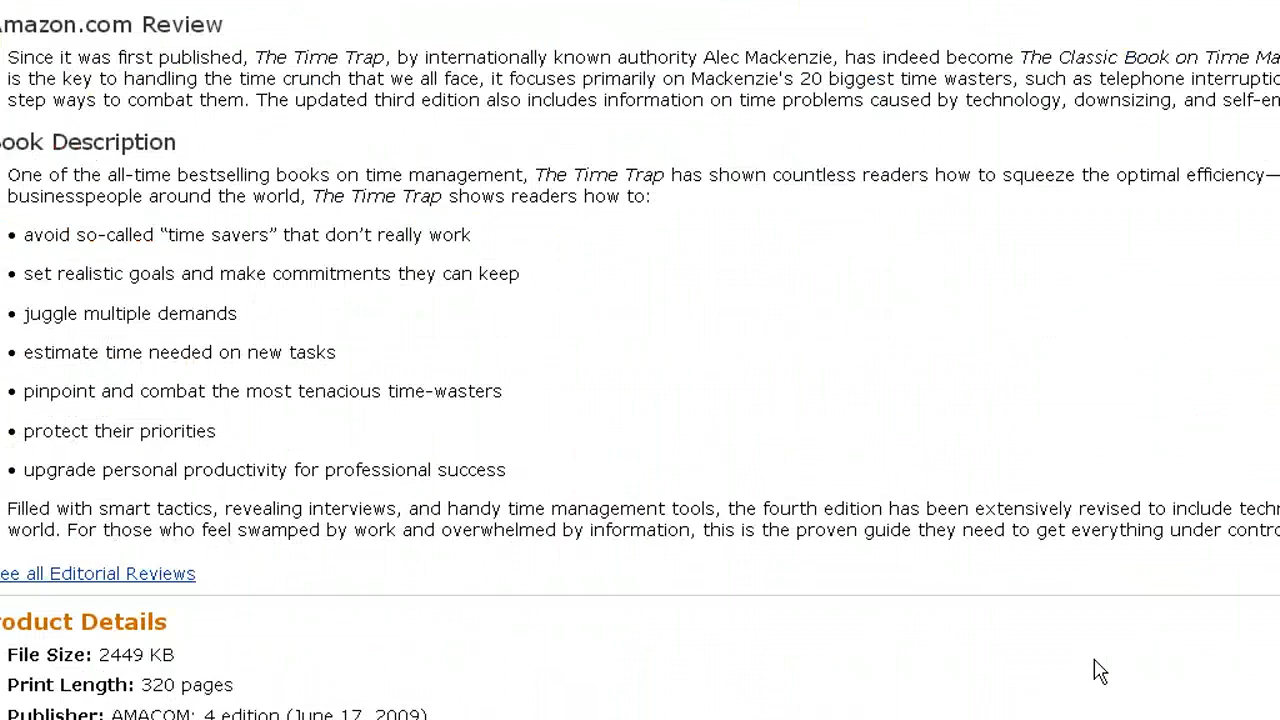 Amazon.com Review
Since it was first published, The Time Trap, by internationally known authority Alec Mackenzie, has indeed become The Classic Book on Time Ma
is the key to handling the time crunch that we all face, it focuses primarily on Mackenzie's 20 biggest time wasters, such as telephone interruptio
step ways to combat them. The updated third edition also includes information on time problems caused by technology, downsizing, and self-em
ook Description
One of the all-time bestselling books on time management, The Time Trap has shown countless readers how to squeeze the optimal efficiency—
businesspeople around the world, The Time Trap shows readers how to:
• avoid so-called “time savers” that don’t really work
• set realistic goals and make commitments they can keep
• juggle multiple demands
• estimate time needed on new tasks
• pinpoint and combat the most tenacious time-wasters
• protect their priorities
• upgrade personal productivity for professional success
Filled with smart tactics, revealing interviews, and handy time management tools, the fourth edition has been extensively revised to include techn
world. For those who feel swamped by work and overwhelmed by information, this is the proven guide they need to get everything under contro
ee all Editorial Reviews
roduct Details
File Size: 2449 KB
Print Length: 320 pages
Publisher: AMACOM; 4 edition (June 17, 2009)